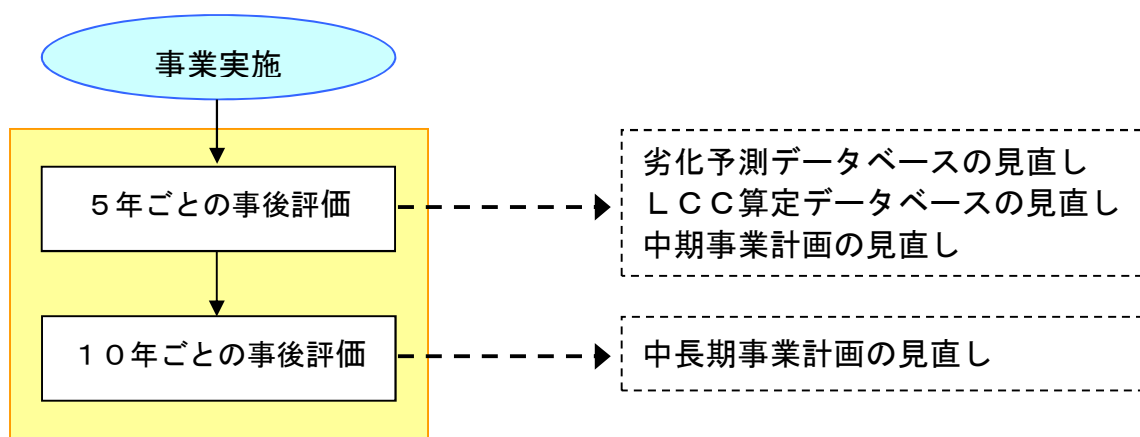 事業実施
５年ごとの事後評価
劣化予測データベースの見直し
ＬＣＣ算定データベースの見直し
中期事業計画の見直し
１０年ごとの事後評価
中長期事業計画の見直し